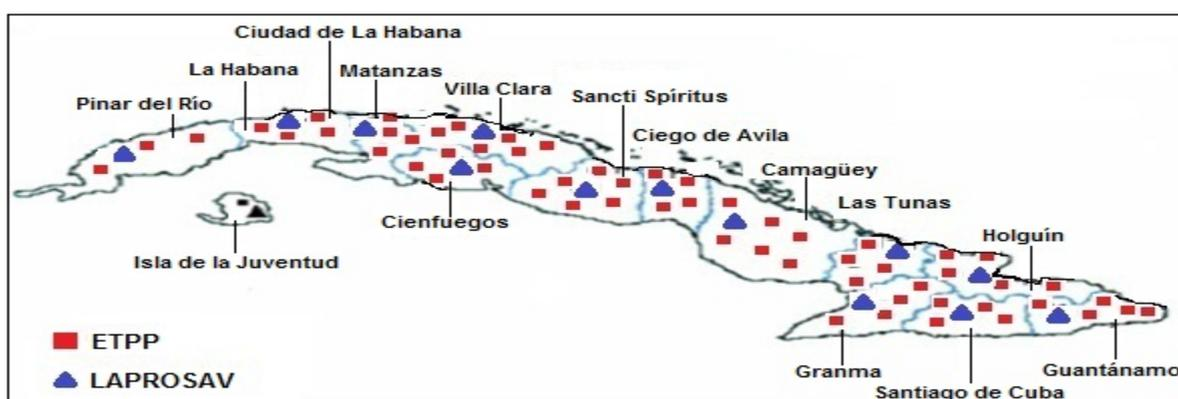 Ciudad de La Habana
La Habana
Matanzas
Villa Clara
Pinar del Río
Sancti Spíritus
Ciego de Avila
Camagüey
Las Tunas
Cienfuegos
Holguín
Isla de la Juventud
ETPP
LAPROSAV
Granma
Guantánamo
Santiago de Cuba